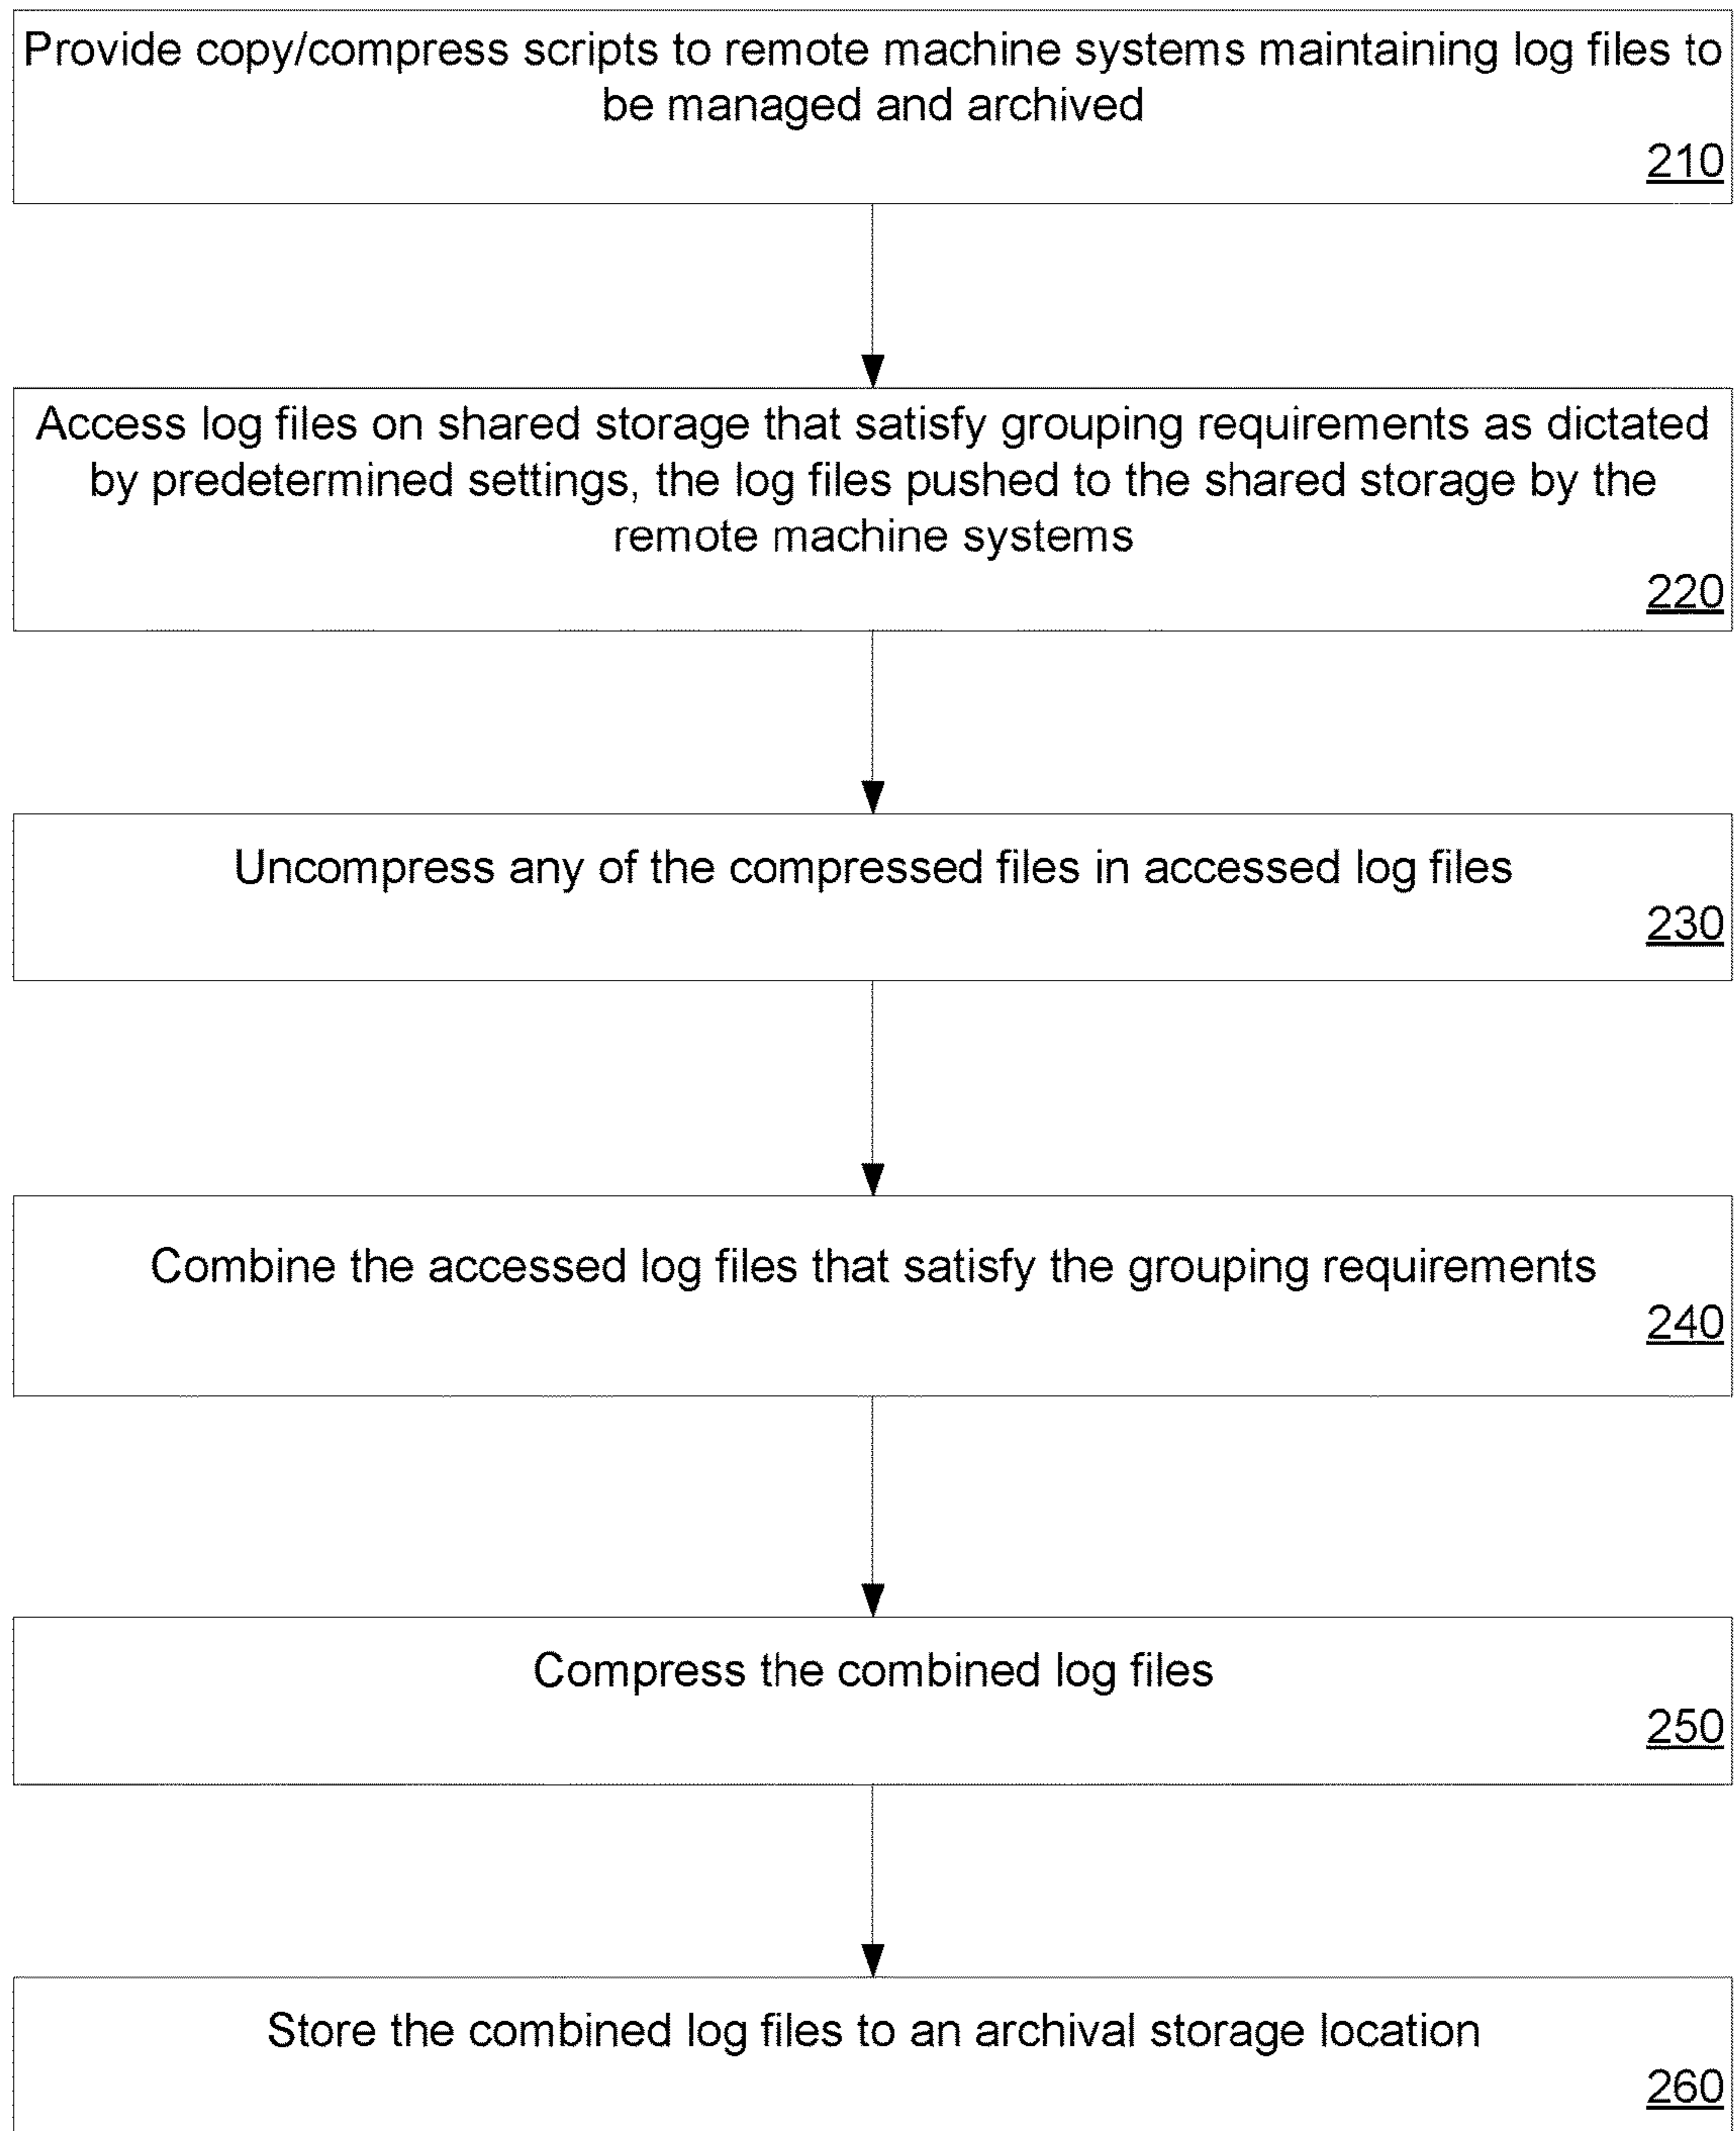 Provide copy/compress scripts to remote machine systems maintaining log files to
be managed and archived
210
Access log files on shared storage that satisfy grouping requirements as dictated
by predetermined settings, the log files pushed to the shared storage by the
remote machine systems
220
Uncompress any of the compressed files in accessed log files
230
Combine the accessed log files that satisfy the grouping requirements
240
Compress the combined log files
250
Store the combined log files to an archival storage location
260